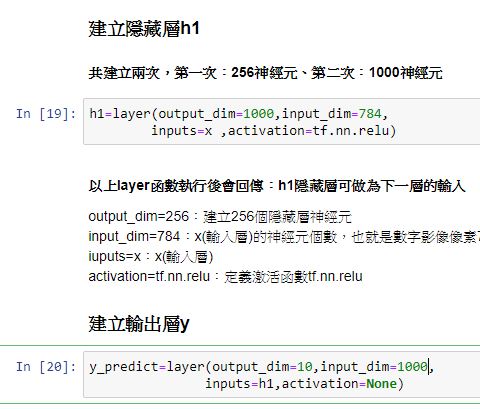 建立隱藏層h1
共建立兩次，第一次：256神經元、第二次：1000神經元
In [19]: h1=layer(output_dim=1000,input_dim=784,
inputs=x ,activation=tf.nn.relu)
以上layer函數執行後會回傳：h1隱藏層可做為下一層的輸入
output_dim=256：建立256個隱藏層神經元
input_dim=784：x(輸入層)的神經元個數，也就是數字影像像素
iuputs=x：x(輸入層)
activation=tf.nn.relu：定義激活函數tf.nn.relu
建立輸出層y
In [20]: y_predict=layer(output_dim=10,input_dim=1000,
inputs=h1,activation=None)